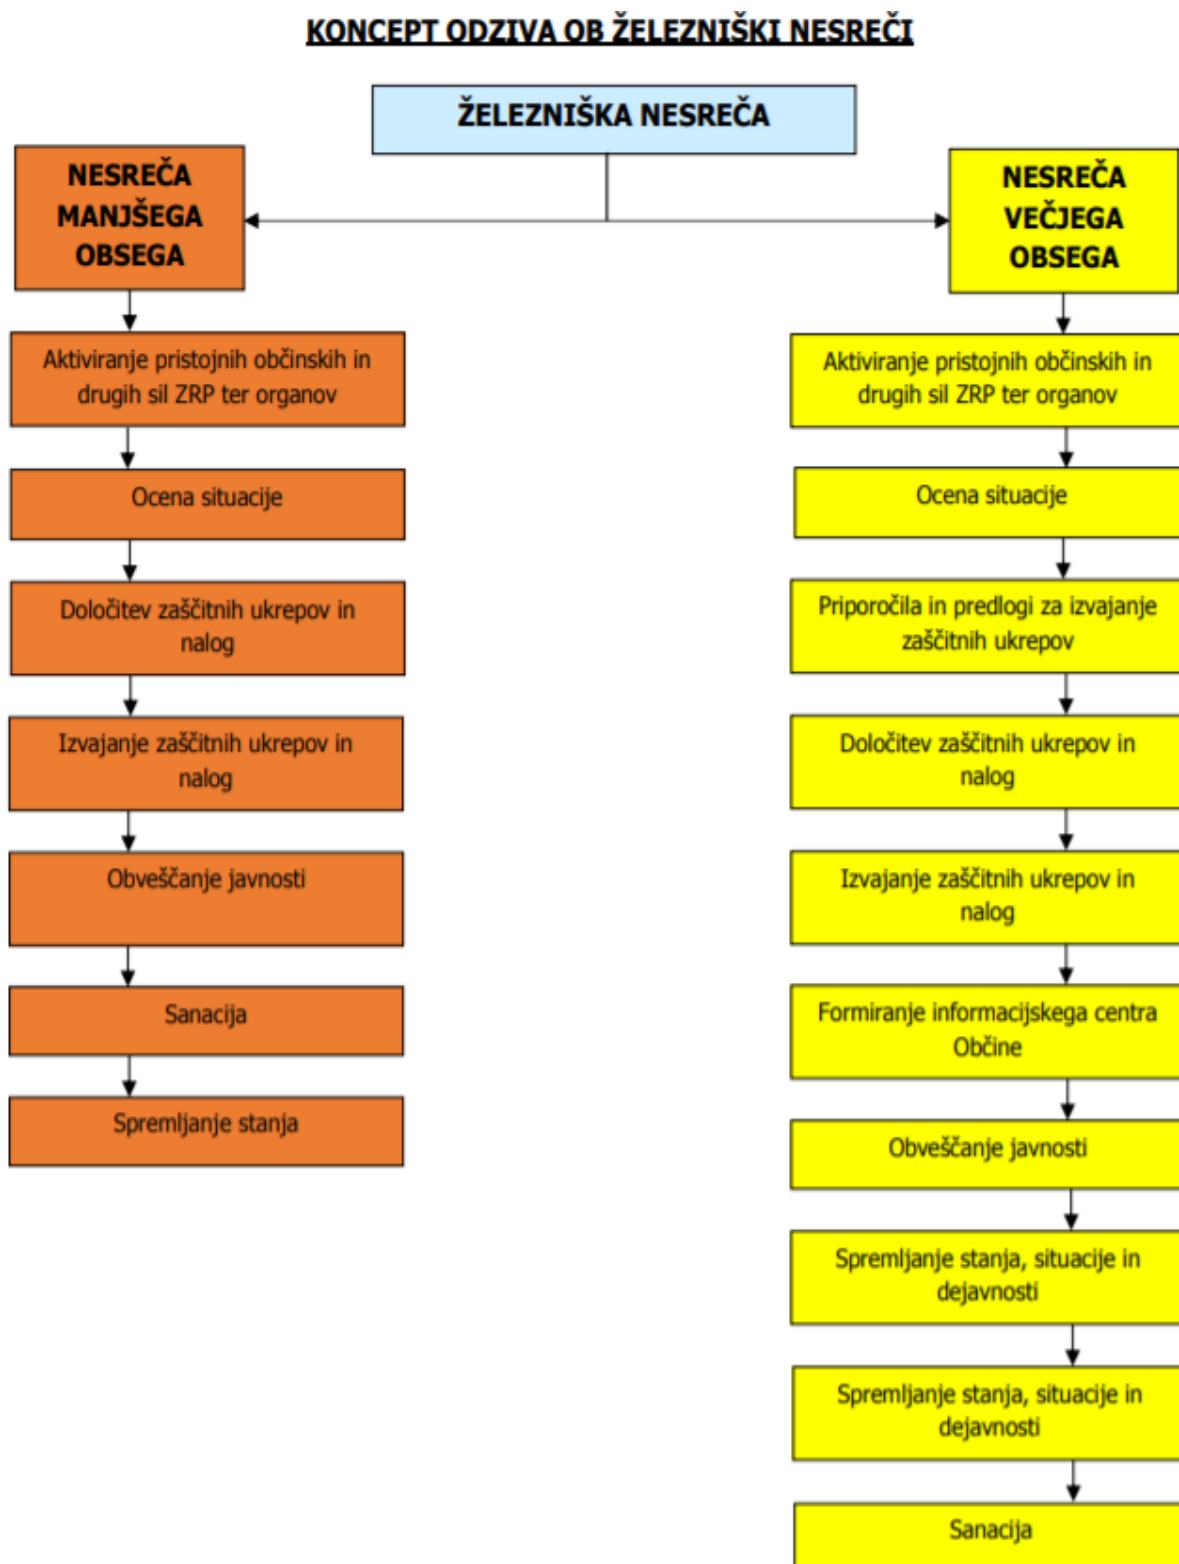 KONCEPT ODZIVA OB ŽELEZNIŠKI NESREČI
ŽELEZNIŠKA NESREČA
NESREČA
MANJŠEGA
OBSEGA
Aktiviranje pristojnih občinskih in
drugih sil ZRP ter organov
Ocena situacije
Določitev zaščitnih ukrepov in
nalog
Izvajanje zaščitnih ukrepov in
nalog
Obveščanje javnosti
Sanacija
Spremljanje stanja
NESREČA
VEČJEGA
OBSEGA
Aktiviranje pristojnih občinskih in
drugih sil ZRP ter organov
Ocena situacije
Priporočila in predlogi za izvajanje
zaščitnih ukrepov
Določitev zaščitnih ukrepov in
nalog
Izvajanje zaščitnih ukrepov in
nalog
Formiranje informacijskega centra
Občine
Obveščanje javnosti
Spremljanje stanja, situacije in
dejavnosti
Spremljanje stanja, situacije in
dejavnosti
Sanacija